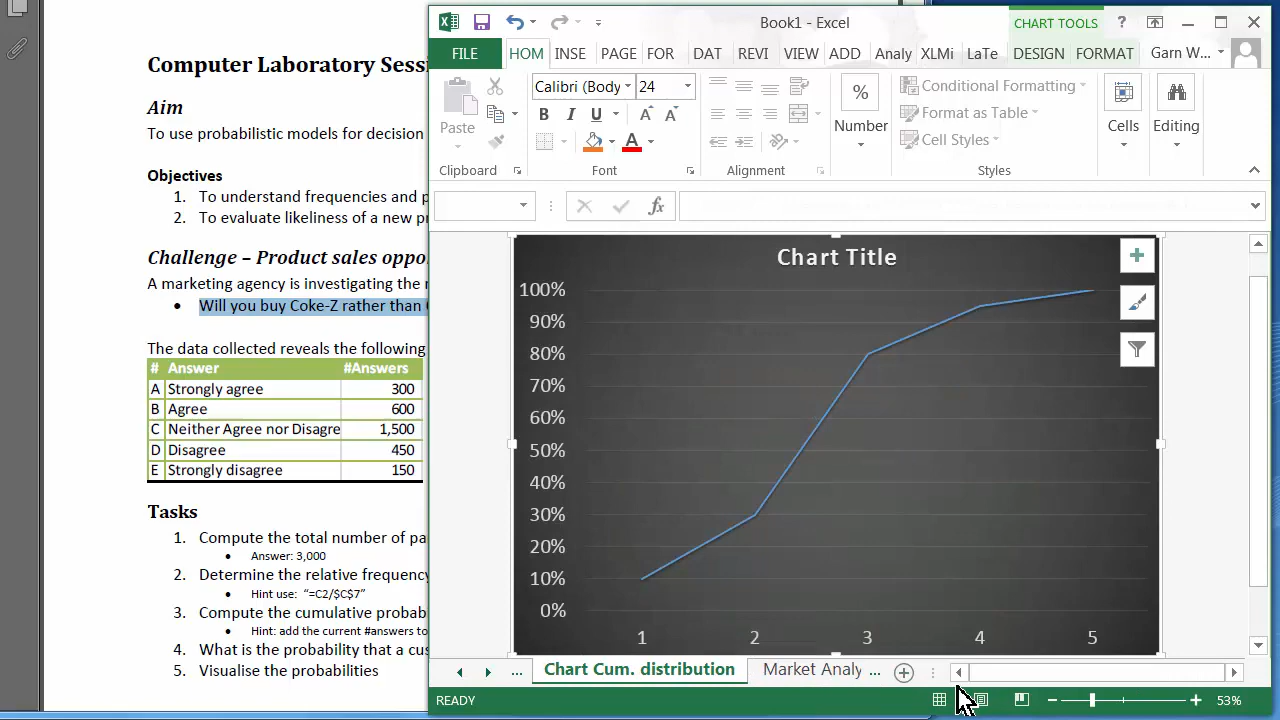 Computer Laboratory Sess
Aim
To use probabilistic models for decision
Objectives
1. To understand frequencies and p
2. To evaluate likeliness of a new pr
Challenge – Product sales oppo
A marketing agency is investigating the r
• Will you buy Coke-Z rather than
The data collected reveals the following
# Answer #Answers
A Strongly agree 300
B Agree 600
C Neither Agree nor Disagre 1,500
D Disagree 450
E Strongly disagree 150
Tasks
1. Compute the total number of pa
• Answer: 3,000
2. Determine the relative frequency
• Hint use: “=C2/$C$7”
3. Compute the cumulative probab
• Hint: add the current #answers to
4. What is the probability that a cus
5. Visualise the probabilities
Book1 - Excel
CHART TOOLS
?
FILE HOM INSE PAGE FOR DAT REVI VIEW ADD Analy XLMi LaTe DESIGN FORMAT Garn W...
Paste
Clipboard
Calibri (Body 24
B I U A A
A
Font
Alignment
%
Number
Conditional Formatting
Format as Table
Cell Styles
Styles
Cells
Editing
fx
Chart Title
100%
90%
80%
70%
60%
50%
40%
30%
20%
10%
0%
1 2 3 4 5
... Chart Cum. distribution Market Analy ...
READY
53%